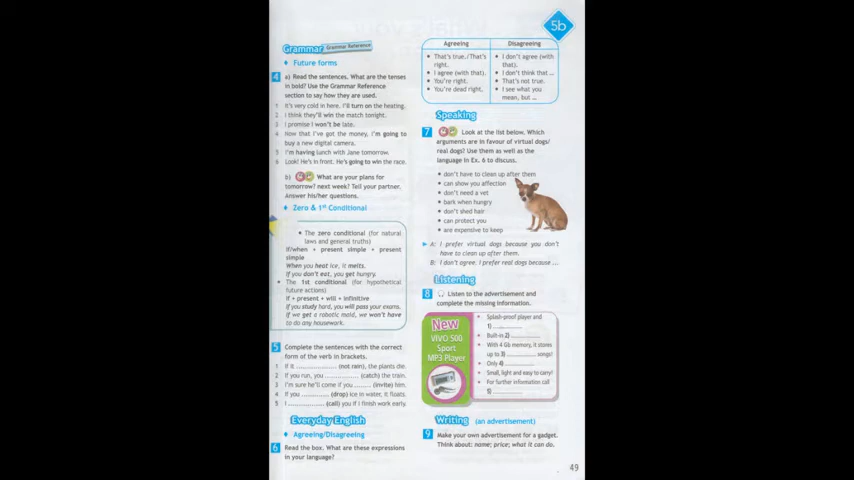 5b
Grammar Grammar Reference
Future forms
4 a) Read the sentences. What are the tenses
in bold? Use the Grammar Reference
section to say how they are used.
1 It's very cold in here. I'll turn on the heating.
2 I think they'll win the match tonight.
3 I promise I won't be late.
4 Now that I've got the money, I'm going to
buy a new digital camera.
5 I'm having lunch with Jane tomorrow.
6 Look! He's in front. He's going to win the race.
b) What are your plans for
tomorrow? next week? Tell your partner.
Answer his/her questions.
Zero & 1st Conditional
• The zero conditional (for natural
laws and general truths)
If/when + present simple + present
simple
When you heat ice, it melts.
If you don't eat, you get hungry.
• The 1st conditional (for hypothetical
future actions)
If + present + will + infinitive
If you study hard, you will pass your exams.
If we get a robotic maid, we won't have
to do any housework.
5 Complete the sentences with the correct
form of the verb in brackets.
1 If it ................ (not rain), the plants die.
2 If you run, you .............. (catch) the train.
3 I'm sure he'll come if you ....... (invite) him.
4 If you ............ (drop) ice in water, it floats.
5 I ................ (call) you if I finish work early.
Everyday English
Agreeing/Disagreeing
6 Read the box. What are these expressions
in your language?
Agreeing Disagreeing
• That's true./That's
right.
• I agree (with that).
• You're right.
• You're dead right.
• I don't agree (with
that).
• I don't think that ...
• That's not true.
• I see what you
mean, but ...
Speaking
7 Look at the list below. Which
arguments are in favour of virtual dogs/
real dogs? Use them as well as the
language in Ex. 6 to discuss.
• don't have to clean up after them
• can show you affection
• don't need a vet
• bark when hungry
• don't shed hair
• can protect you
• are expensive to keep
A: I prefer virtual dogs because you don't
have to clean up after them.
B: I don't agree. I prefer real dogs because ...
Listening
8 Listen to the advertisement and
complete the missing information.
New
VIVO 500
Sport
MP3 Player
• Splash-proof player and
1) ..............
• Built-in 2) ..............
• With 4 Gb memory, it stores
up to 3) .............. songs!
• Only 4) ..............
• Small, light and easy to carry!
• For further information call
5) ..............
Writing (an advertisement)
9 Make your own advertisement for a gadget.
Think about: name; price; what it can do.
49